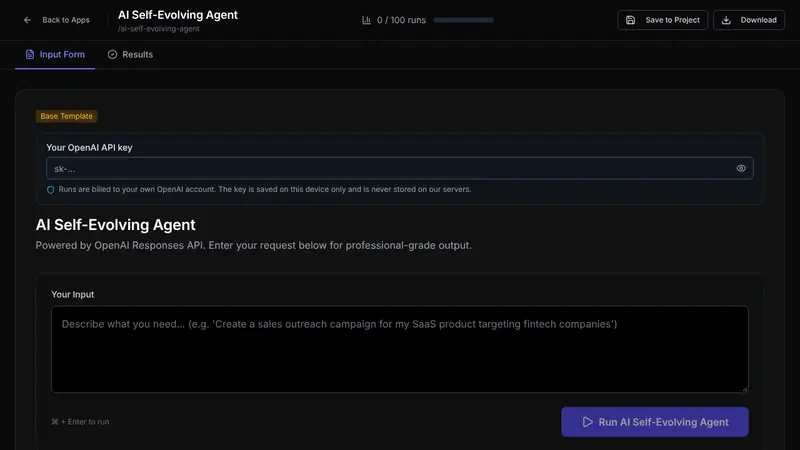 Back to Apps
AI Self-Evolving Agent
/ai-self-evolving-agent
0 / 100 runs
Save to Project
Download
Input Form
Results
Base Template
Your OpenAI API key
sk-...
Runs are billed to your own OpenAI account. The key is saved on this device only and is never stored on our servers.
AI Self-Evolving Agent
Powered by OpenAI Responses API. Enter your request below for professional-grade output.
Your Input
Describe what you need... (e.g. 'Create a sales outreach campaign for my SaaS product targeting fintech companies')
⌘ + Enter to run
Run AI Self-Evolving Agent